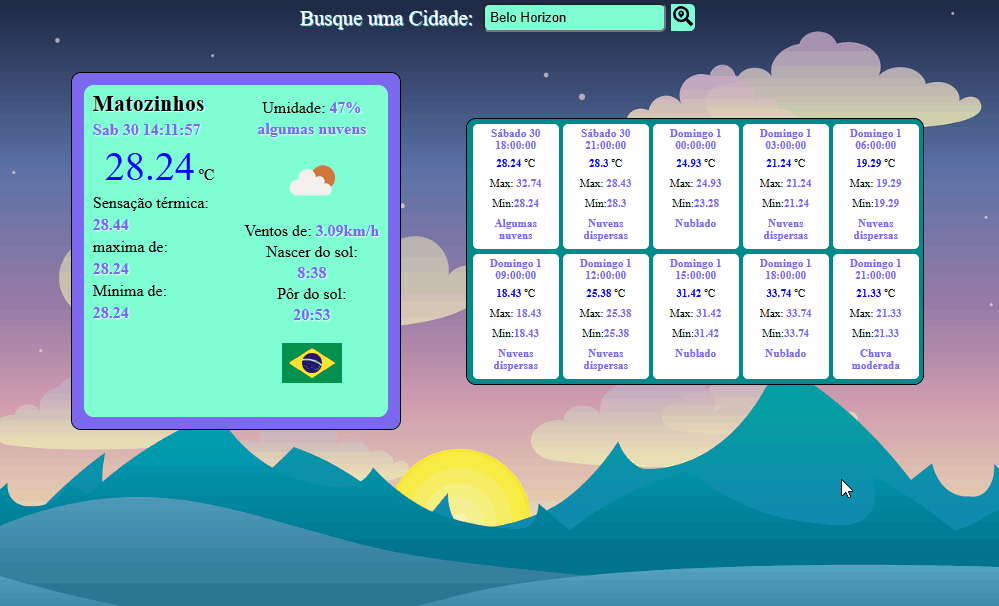 Busque uma Cidade: Belo Horizon
Matozinhos
Sab 30 14:11:57
28.24 °C
Sensação térmica:
28.44
maxima de:
28.24
Minima de:
28.24
Umidade: 47%
algumas nuvens
Ventos de: 3.09km/h
Nascer do sol:
8:38
Pôr do sol:
20:53
Sábado 30
18:00:00
28.24 °C
Max: 32.74
Min:28.24
Algumas
nuvens
Sábado 30
21:00:00
28.3 °C
Max: 28.43
Min:28.3
Nuvens
dispersas
Domingo 1
00:00:00
24.93 °C
Max: 24.93
Min:23.28
Nublado
Domingo 1
03:00:00
21.24 °C
Max: 21.24
Min:21.24
Nuvens
dispersas
Domingo 1
06:00:00
19.29 °C
Max: 19.29
Min:19.29
Nuvens
dispersas
Domingo 1
09:00:00
18.43 °C
Max: 18.43
Min:18.43
Nuvens
dispersas
Domingo 1
12:00:00
25.38 °C
Max: 25.38
Min:25.38
Nuvens
dispersas
Domingo 1
15:00:00
31.42 °C
Max: 31.42
Min:31.42
Nublado
Domingo 1
18:00:00
33.74 °C
Max: 33.74
Min:33.74
Nublado
Domingo 1
21:00:00
21.33 °C
Max: 21.33
Min:21.33
Chuva
moderada